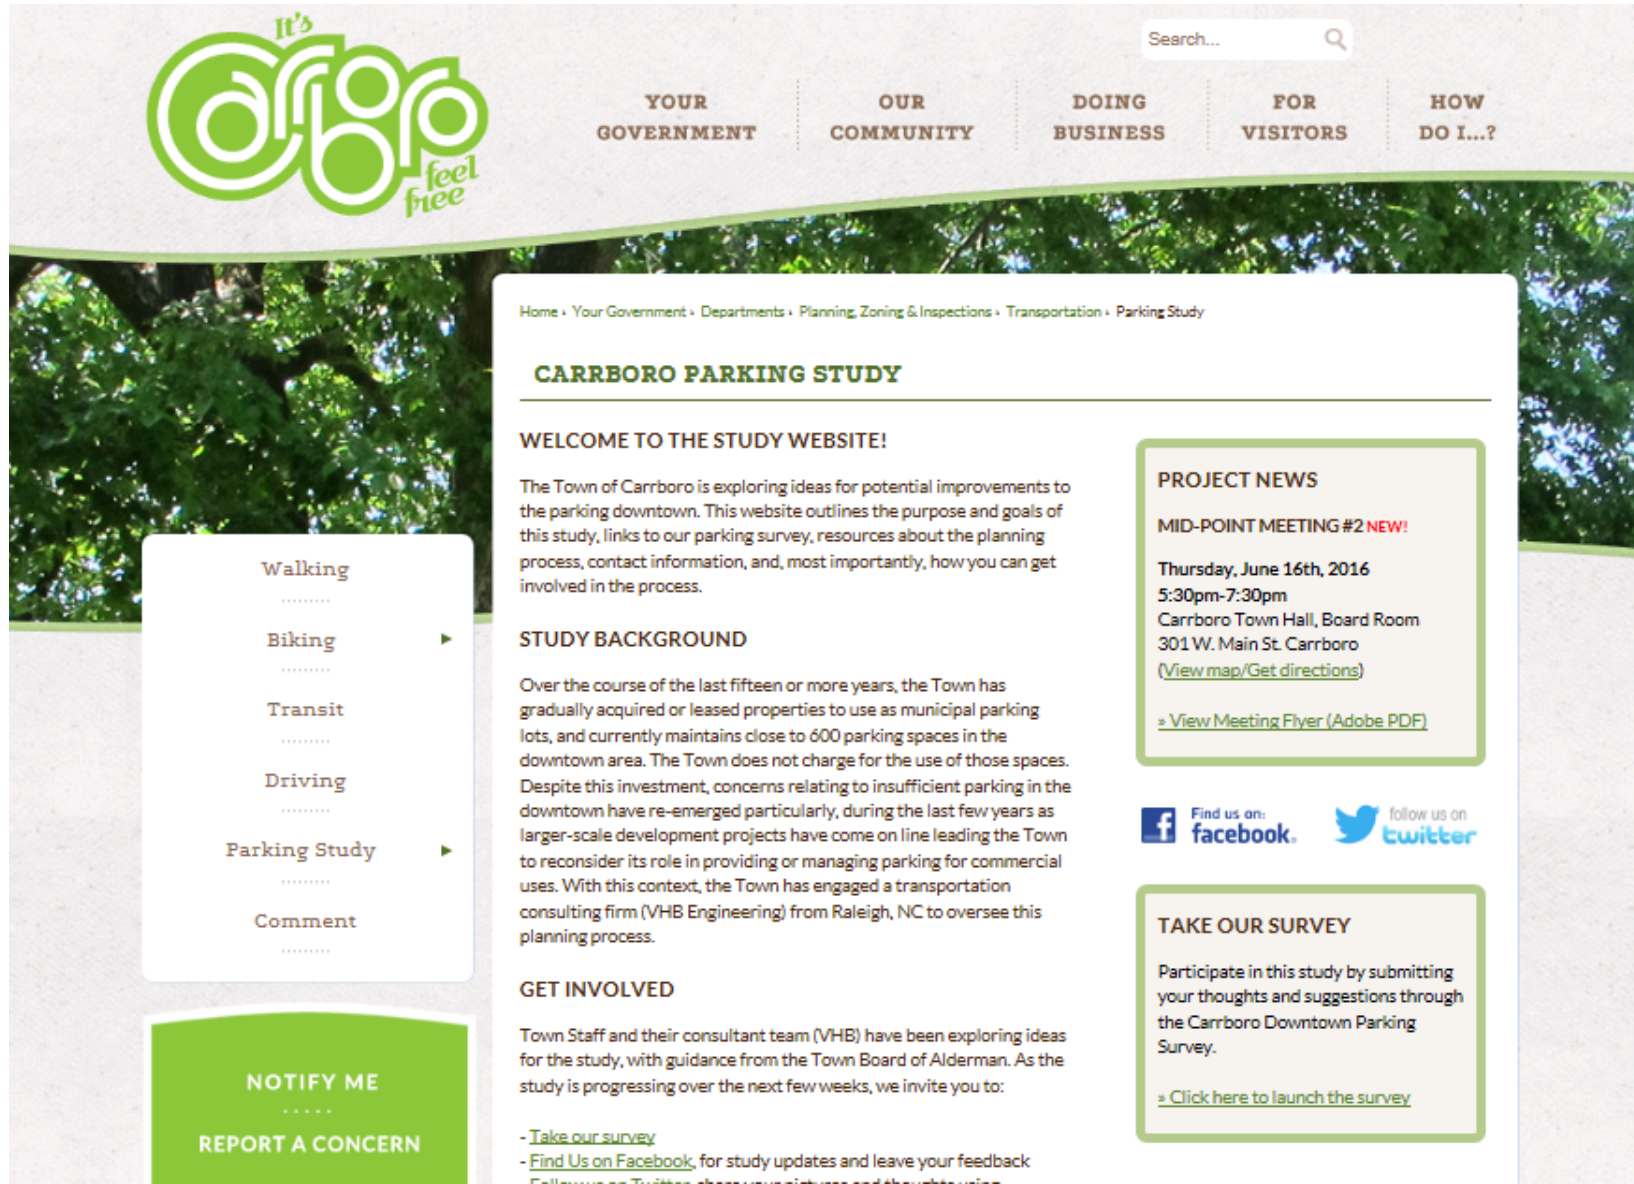 It's
Carrboro
feel
free
Search...
YOUR
GOVERNMENT
OUR
COMMUNITY
DOING
BUSINESS
FOR
VISITORS
HOW
DO I...?
Home › Your Government › Departments › Planning, Zoning & Inspections › Transportation › Parking Study
CARRBORO PARKING STUDY
WELCOME TO THE STUDY WEBSITE!
The Town of Carrboro is exploring ideas for potential improvements to
the parking downtown. This website outlines the purpose and goals of
this study, links to our parking survey, resources about the planning
process, contact information, and, most importantly, how you can get
involved in the process.
STUDY BACKGROUND
Over the course of the last fifteen or more years, the Town has
gradually acquired or leased properties to use as municipal parking
lots, and currently maintains close to 600 parking spaces in the
downtown area. The Town does not charge for the use of those spaces.
Despite this investment, concerns relating to insufficient parking in the
downtown have re-emerged particularly, during the last few years as
larger-scale development projects have come on line leading the Town
to reconsider its role in providing or managing parking for commercial
uses. With this context, the Town has engaged a transportation
consulting firm (VHB Engineering) from Raleigh, NC to oversee this
planning process.
GET INVOLVED
Town Staff and their consultant team (VHB) have been exploring ideas
for the study, with guidance from the Town Board of Alderman. As the
study is progressing over the next few weeks, we invite you to:
- Take our survey
- Find Us on Facebook, for study updates and leave your feedback
- Follow us on Twitter, share your pictures and thoughts using
PROJECT NEWS
MID-POINT MEETING #2 NEW!
Thursday, June 16th, 2016
5:30pm-7:30pm
Carrboro Town Hall, Board Room
301 W. Main St. Carrboro
(View map/Get directions)
» View Meeting Flyer (Adobe PDF)
Find us on:
facebook.
follow us on
twitter
TAKE OUR SURVEY
Participate in this study by submitting
your thoughts and suggestions through
the Carrboro Downtown Parking
Survey.
» Click here to launch the survey
Walking
Biking
Transit
Driving
Parking Study
Comment
NOTIFY ME
REPORT A CONCERN